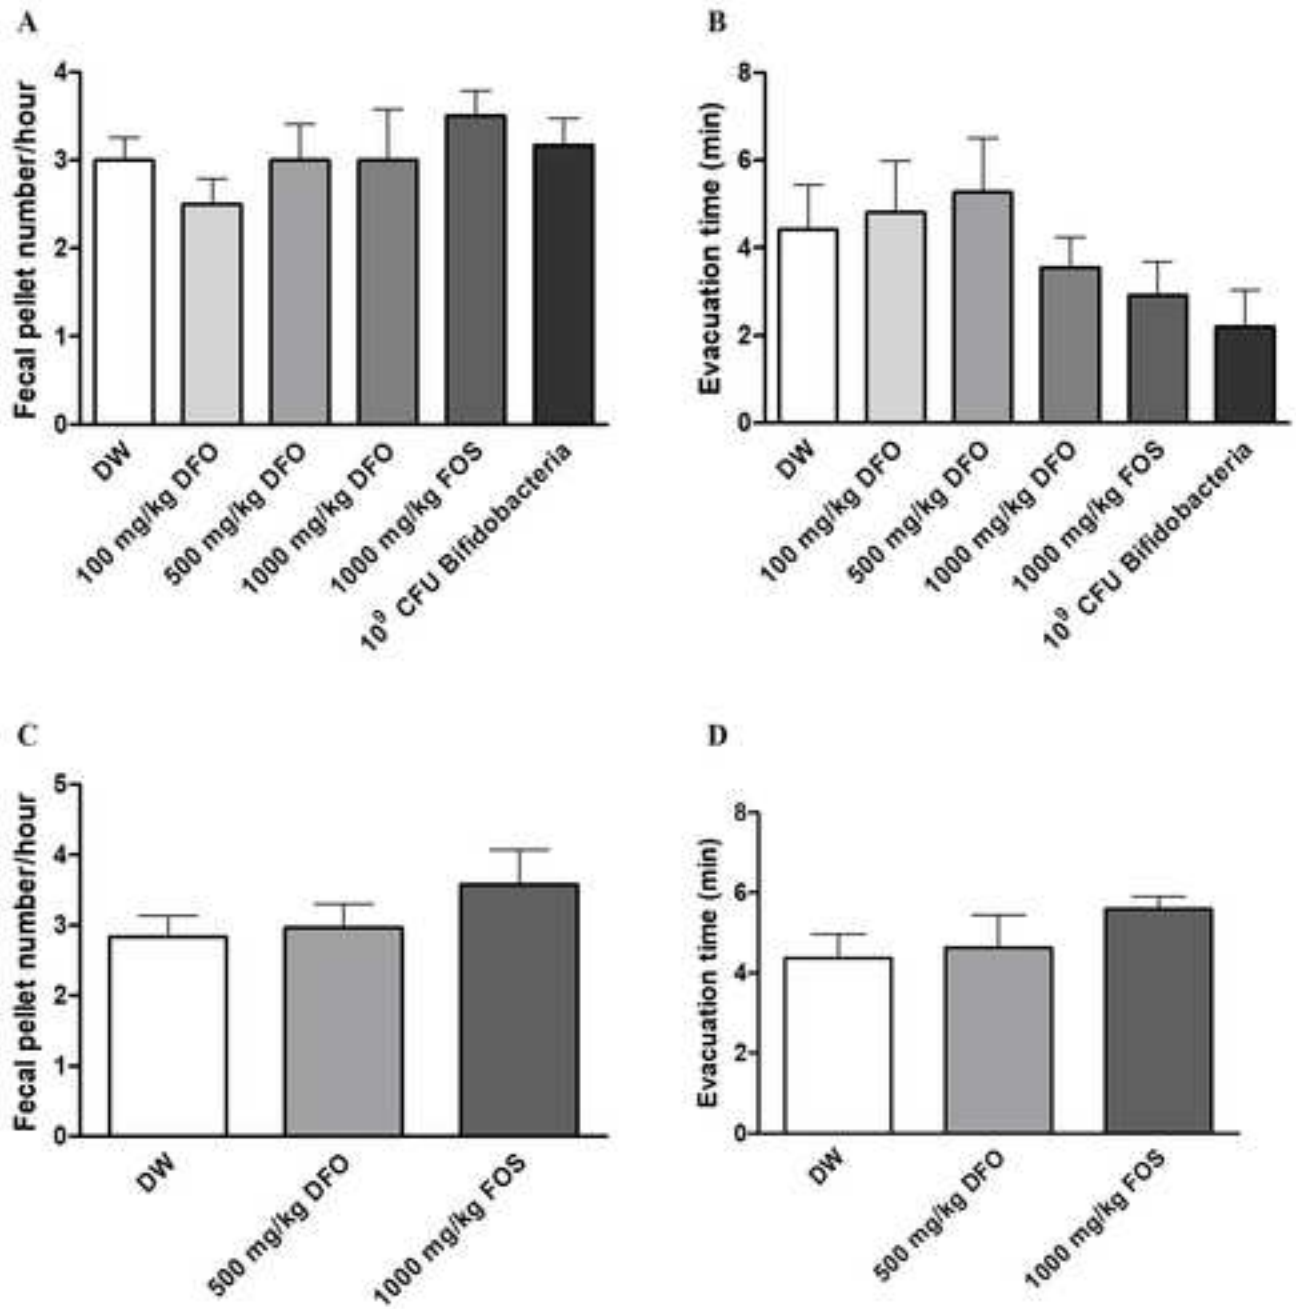 A
Fecal pellet number/hour
4
3
2
1
0
DW
100 mg/kg DFO
500 mg/kg DFO
1000 mg/kg DFO
1000 mg/kg FOS
10⁹ CFU Bifidobacteria
B
Evacuation time (min)
8
6
4
2
0
DW
100 mg/kg DFO
500 mg/kg DFO
1000 mg/kg DFO
1000 mg/kg FOS
10⁹ CFU Bifidobacteria
C
Fecal pellet number/hour
5
4
3
2
1
0
DW
500 mg/kg DFO
1000 mg/kg FOS
D
Evacuation time (min)
8
6
4
2
0
DW
500 mg/kg DFO
1000 mg/kg FOS